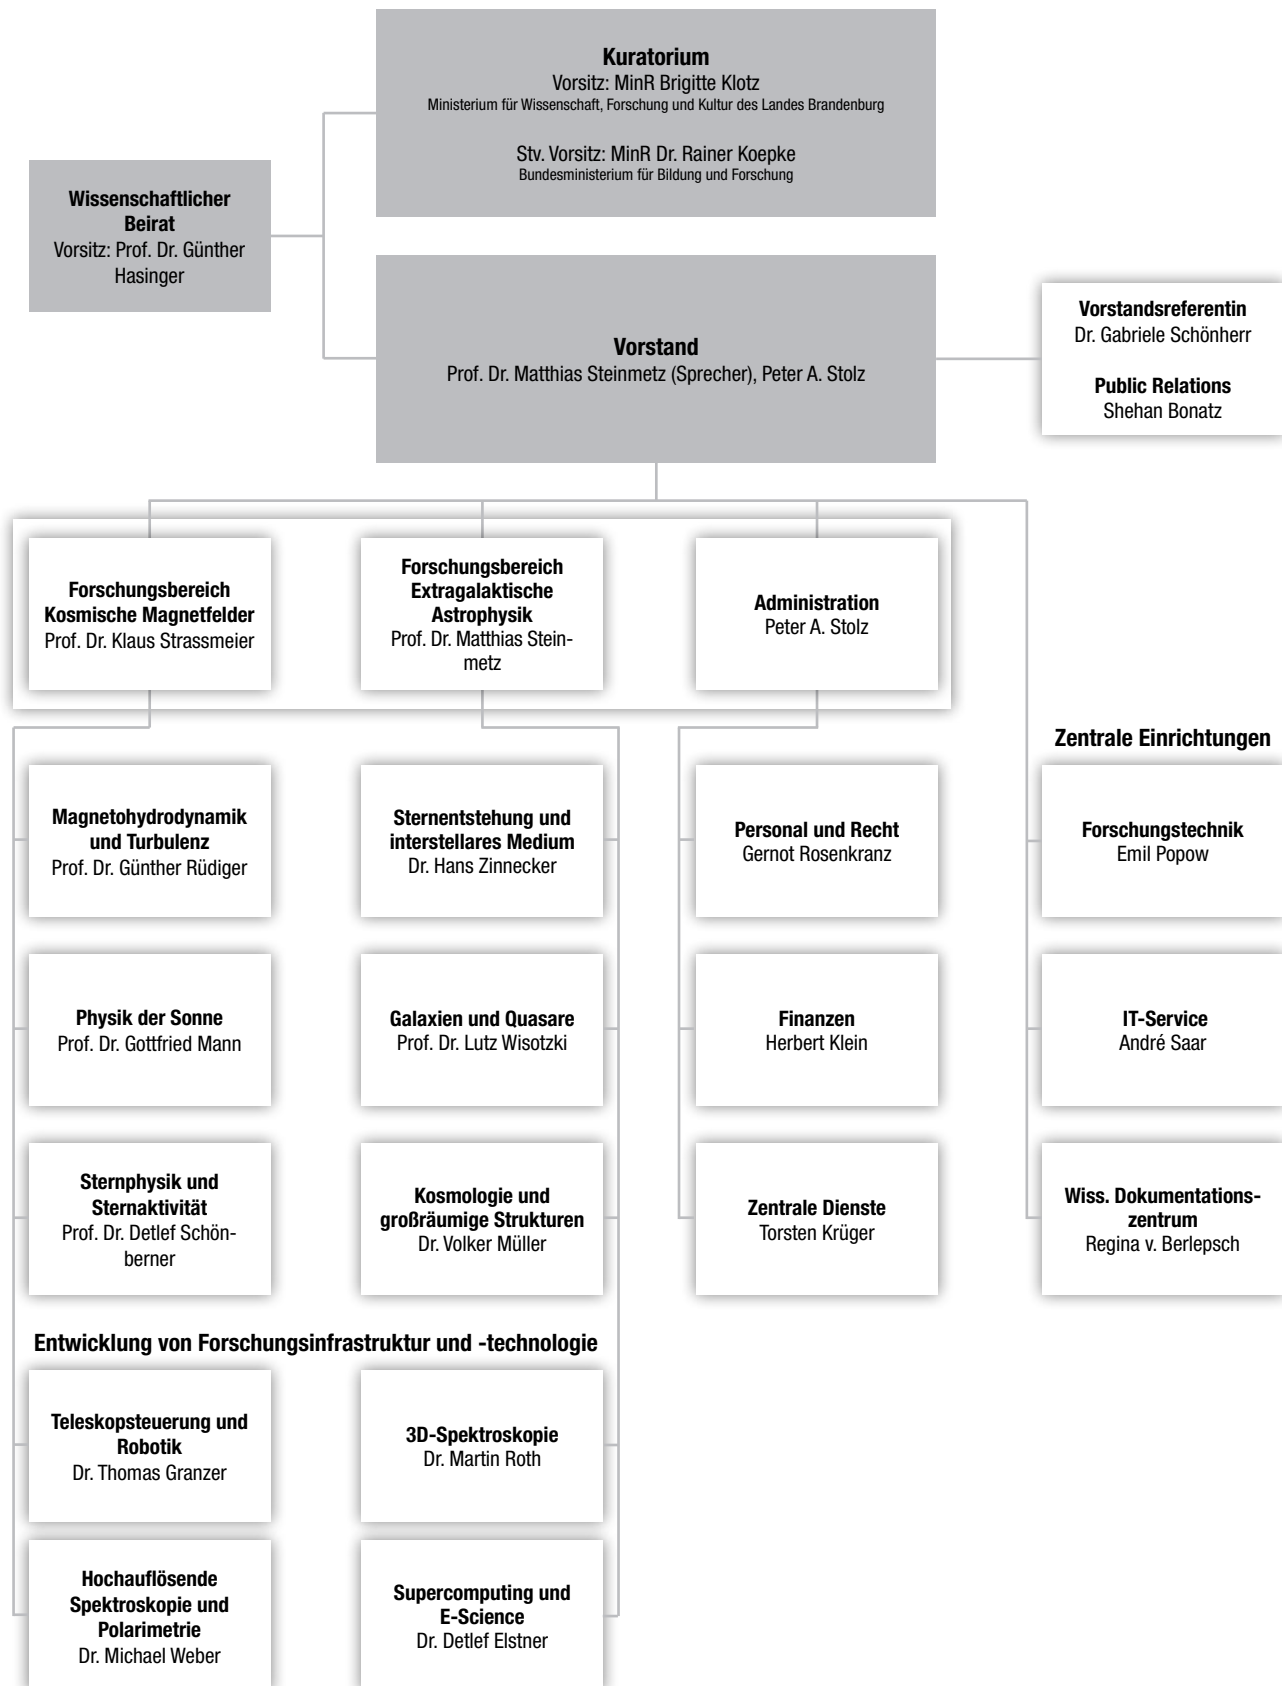 Kuratorium
Vorsitz: MinR Brigitte Klotz
Ministerium für Wissenschaft, Forschung und Kultur des Landes Brandenburg
Stv. Vorsitz: MinR Dr. Rainer Koepke
Bundesministerium für Bildung und Forschung
Wissenschaftlicher
Beirat
Vorsitz: Prof. Dr. Günther
Hasinger
Vorstand
Prof. Dr. Matthias Steinmetz (Sprecher), Peter A. Stolz
Vorstandsreferentin
Dr. Gabriele Schönherr
Public Relations
Shehan Bonatz
Forschungsbereich
Kosmische Magnetfelder
Prof. Dr. Klaus Strassmeier
Forschungsbereich
Extragalaktische
Astrophysik
Prof. Dr. Matthias Stein-
metz
Administration
Peter A. Stolz
Zentrale Einrichtungen
Magnetohydrodynamik
und Turbulenz
Prof. Dr. Günther Rüdiger
Sternentstehung und
interstellares Medium
Dr. Hans Zinnecker
Personal und Recht
Gernot Rosenkranz
Forschungstechnik
Emil Popow
Physik der Sonne
Prof. Dr. Gottfried Mann
Galaxien und Quasare
Prof. Dr. Lutz Wisotzki
Finanzen
Herbert Klein
IT-Service
André Saar
Sternphysik und
Sternaktivität
Prof. Dr. Detlef Schön-
berner
Kosmologie und
großräumige Strukturen
Dr. Volker Müller
Zentrale Dienste
Torsten Krüger
Wiss. Dokumentations-
zentrum
Regina v. Berlepsch
Entwicklung von Forschungsinfrastruktur und -technologie
Teleskopsteuerung und
Robotik
Dr. Thomas Granzer
3D-Spektroskopie
Dr. Martin Roth
Hochauflösende
Spektroskopie und
Polarimetrie
Dr. Michael Weber
Supercomputing und
E-Science
Dr. Detlef Elstner